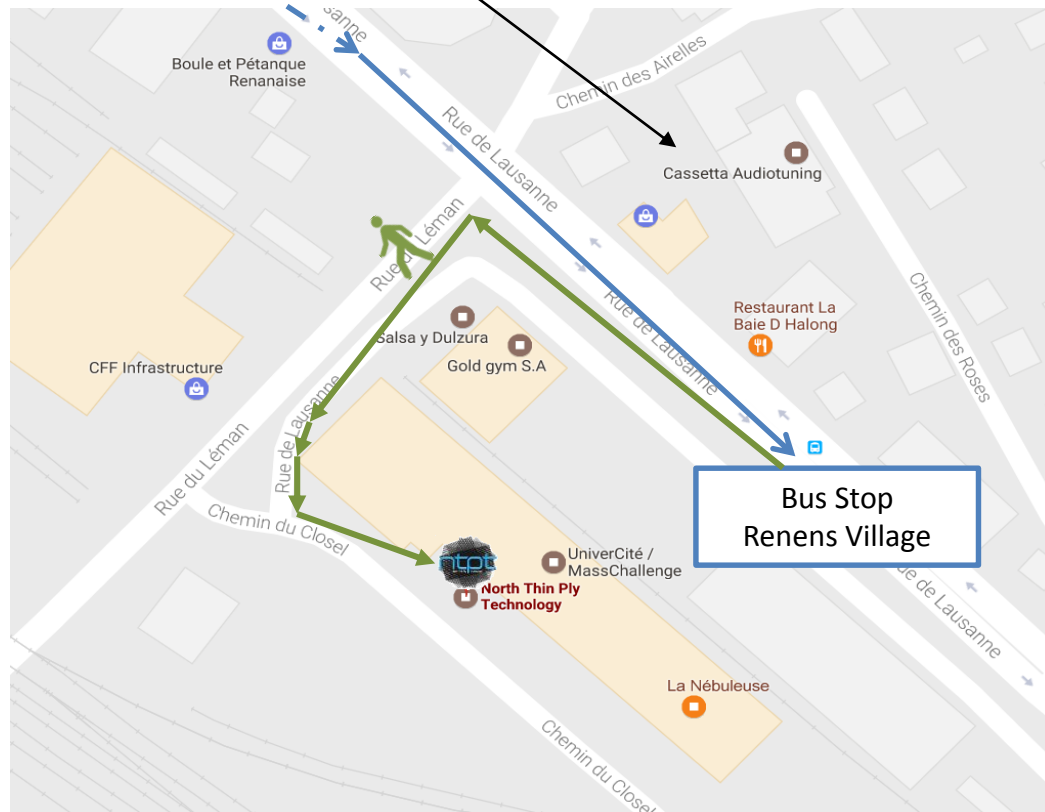 sanne
Boule et Pétanque
Renanaise
Chemin des Airelles
Rue de Lausanne
Cassetta Audiotuning
Rue du Léman
Chemin des Roses
Restaurant La
Baie D Halong
Rue de Lausanne
Salsa y Dulzura
Gold gym S.A
CFF Infrastructure
Rue de Lausanne
Rue du Léman
Bus Stop
Renens Village
Chemin du Closel
ntpt
UniverCité /
MassChallenge
North Thin Ply
Technology
Rue de Lausanne
La Nébuleuse
Chemin du Closel